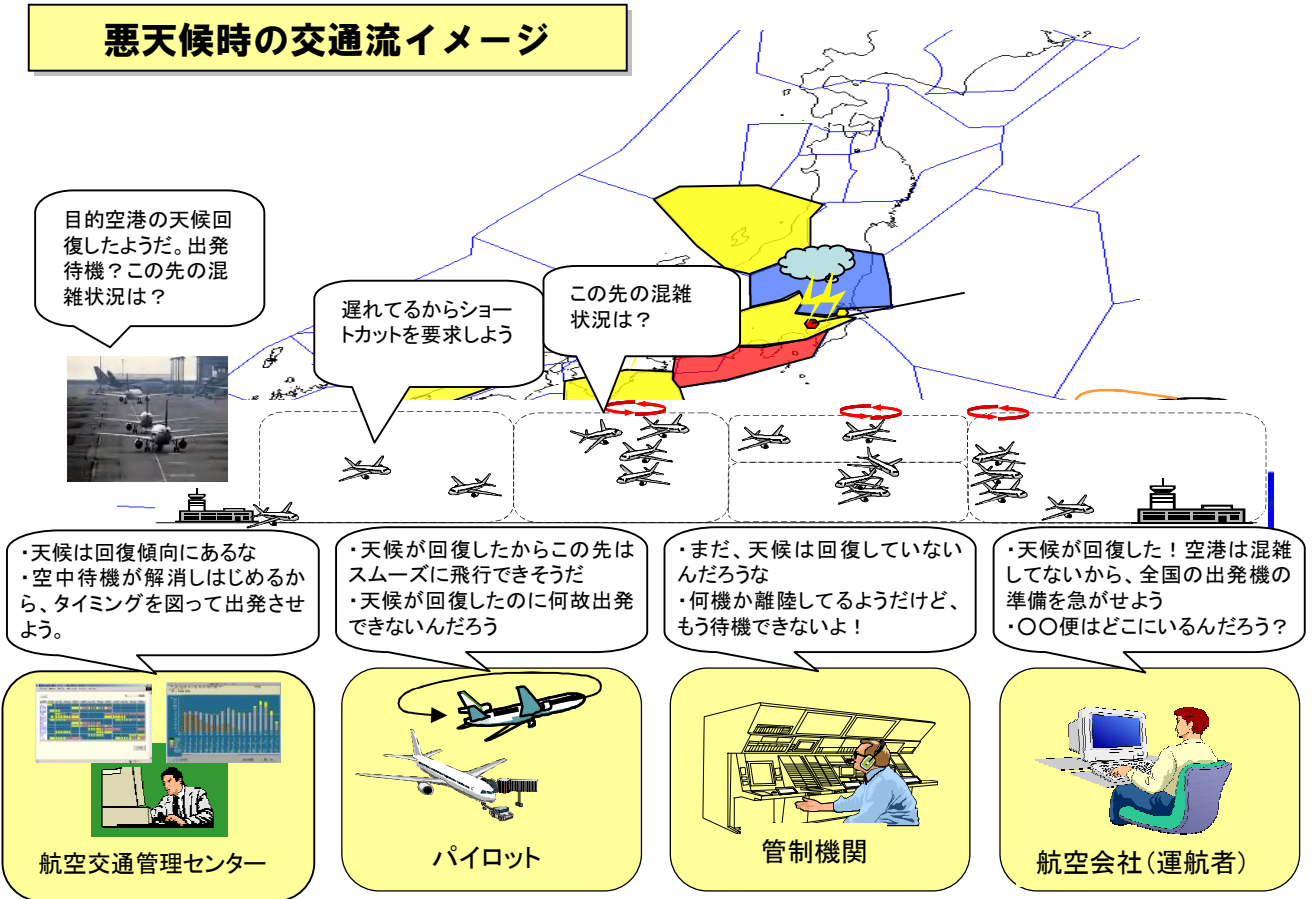 悪天候時の交通流イメージ
目的空港の天候回
復したようだ。出発
待機？この先の混
雑状況は？
遅れてるからショー
トカットを要求しよう
この先の混雑
状況は？
・天候は回復傾向にあるな
・空中待機が解消しはじめるか
ら、タイミングを図って出発させ
よう。
・天候が回復したからこの先は
スムーズに飛行できそうだ
・天候が回復したのに何故出発
できないんだろう
・まだ、天候は回復していない
んだろうな
・何機か離陸してるようだけど、
もう待機できないよ！
・天候が回復した！空港は混雑
してないから、全国の出発機の
準備を急がせよう
・〇〇便はどこにいるんだろう？
航空交通管理センター
パイロット
管制機関
航空会社（運航者）